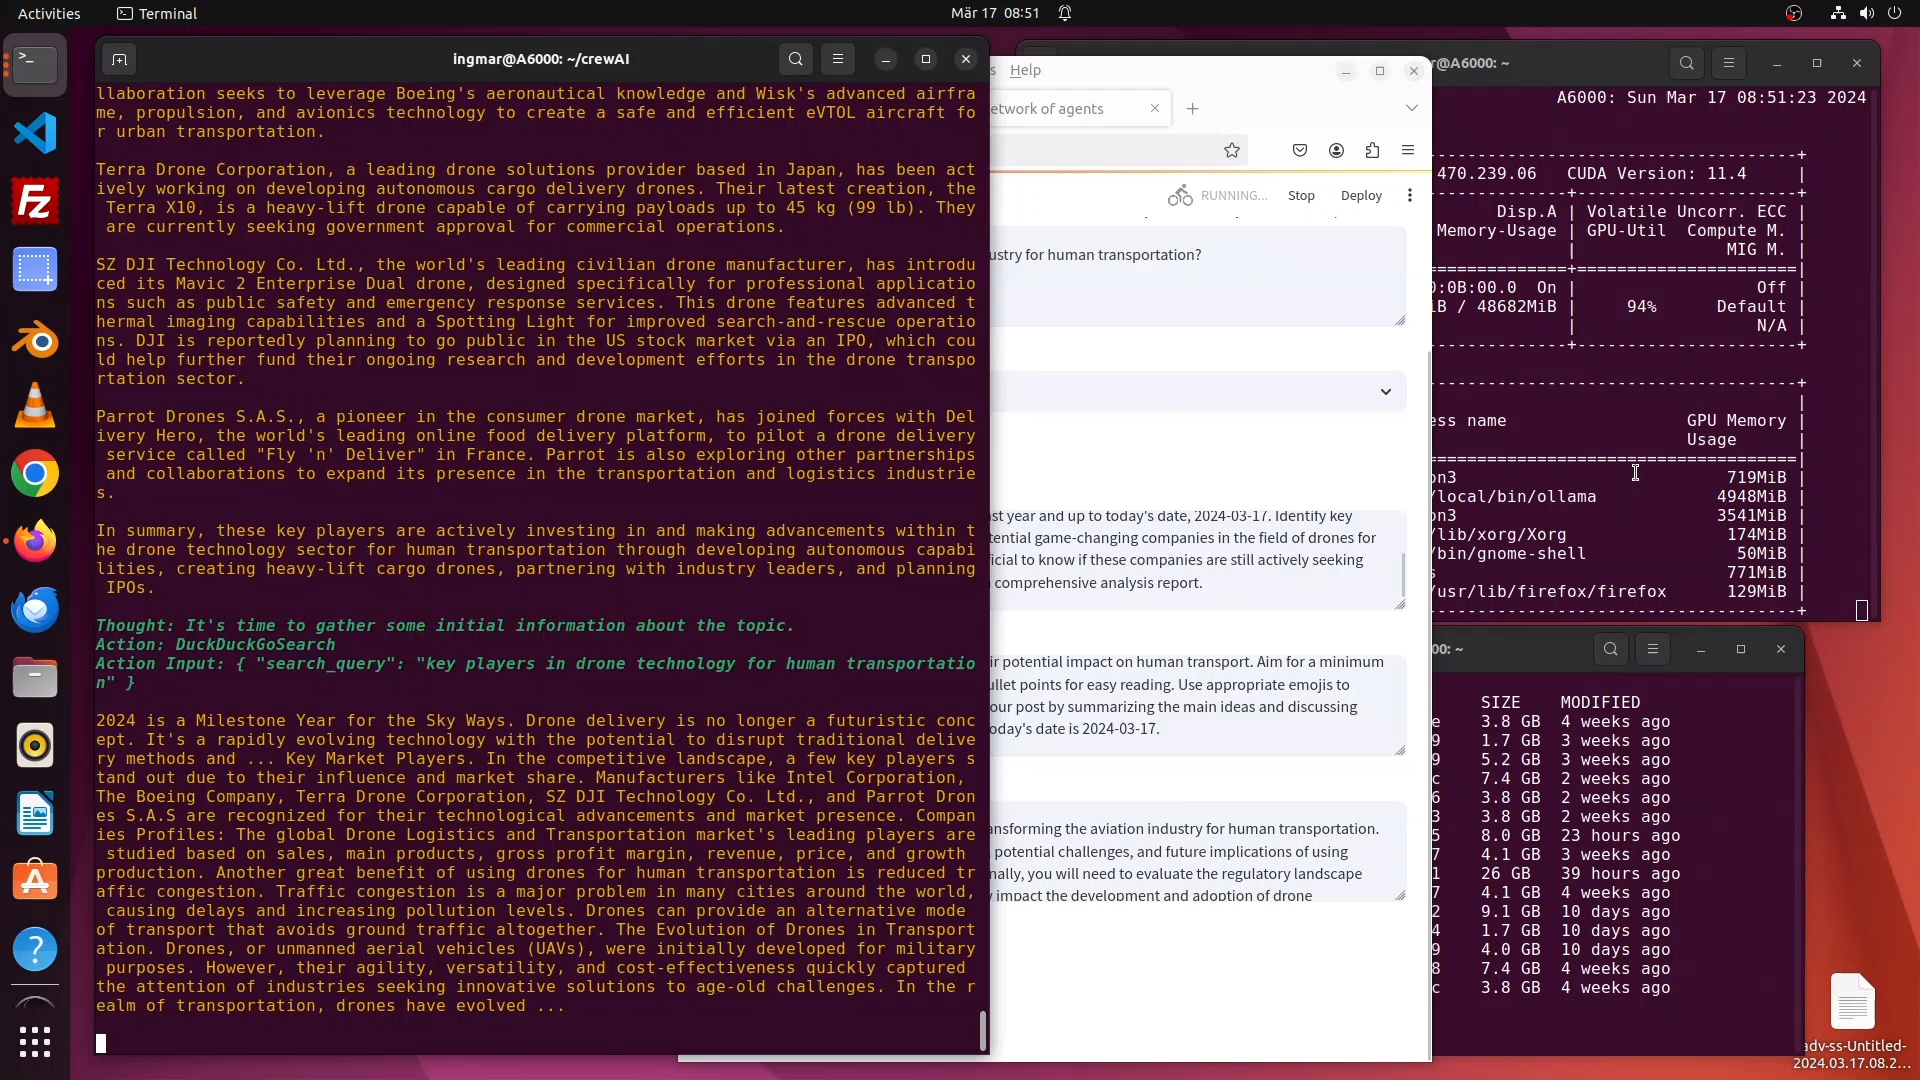 Activities
Terminal
Mär 17 08:51
ingmar@A6000: ~/crewAI
llaboration seeks to leverage Boeing's aeronautical knowledge and Wisk's advanced airfra
me, propulsion, and avionics technology to create a safe and efficient eVTOL aircraft fo
r urban transportation.
Terra Drone Corporation, a leading drone solutions provider based in Japan, has been act
ively working on developing autonomous cargo delivery drones. Their latest creation, the
Terra X10, is a heavy-lift drone capable of carrying payloads up to 45 kg (99 lb). They
are currently seeking government approval for commercial operations.
SZ DJI Technology Co. Ltd., the world's leading civilian drone manufacturer, has introdu
ced its Mavic 2 Enterprise Dual drone, designed specifically for professional applicatio
ns such as public safety and emergency response services. This drone features advanced t
hermal imaging capabilities and a Spotting Light for improved search-and-rescue operatio
ns. DJI is reportedly planning to go public in the US stock market via an IPO, which cou
ld help further fund their ongoing research and development efforts in the drone transpo
rtation sector.
Parrot Drones S.A.S., a pioneer in the consumer drone market, has joined forces with Del
ivery Hero, the world's leading online food delivery platform, to pilot a drone delivery
service called "Fly 'n' Deliver" in France. Parrot is also exploring other partnerships
and collaborations to expand its presence in the transportation and logistics industrie
s.
In summary, these key players are actively investing in and making advancements within t
he drone technology sector for human transportation through developing autonomous capabi
lities, creating heavy-lift cargo drones, partnering with industry leaders, and planning
IPOs.
Thought: It's time to gather some initial information about the topic.
Action: DuckDuckGoSearch
Action Input: { "search_query": "key players in drone technology for human transportatio
n" }
2024 is a Milestone Year for the Sky Ways. Drone delivery is no longer a futuristic conc
ept. It's a rapidly evolving technology with the potential to disrupt traditional delive
ry methods and ... Key Market Players. In the competitive landscape, a few key players s
tand out due to their influence and market share. Manufacturers like Intel Corporation,
The Boeing Company, Terra Drone Corporation, SZ DJI Technology Co. Ltd., and Parrot Dron
es S.A.S are recognized for their technological advancements and market presence. Compan
ies Profiles: The global Drone Logistics and Transportation market's leading players are
studied based on sales, main products, gross profit margin, revenue, price, and growth
production. Another great benefit of using drones for human transportation is reduced tr
affic congestion. Traffic congestion is a major problem in many cities around the world,
causing delays and increasing pollution levels. Drones can provide an alternative mode
of transport that avoids ground traffic altogether. The Evolution of Drones in Transport
ation. Drones, or unmanned aerial vehicles (UAVs), were initially developed for military
purposes. However, their agility, versatility, and cost-effectiveness quickly captured
the attention of industries seeking innovative solutions to age-old challenges. In the r
ealm of transportation, drones have evolved ...
s Help
etwork of agents
RUNNING... Stop Deploy
ustry for human transportation?
st year and up to today's date, 2024-03-17. Identify key
tential game-changing companies in the field of drones for
ficial to know if these companies are still actively seeking
comprehensive analysis report.
ir potential impact on human transport. Aim for a minimum
ullet points for easy reading. Use appropriate emojis to
our post by summarizing the main ideas and discussing
oday's date is 2024-03-17.
ansforming the aviation industry for human transportation.
potential challenges, and future implications of using
nally, you will need to evaluate the regulatory landscape
y impact the development and adoption of drone
r@A6000: ~
A6000: Sun Mar 17 08:51:23 2024
---------------------------------------+
470.239.06 CUDA Version: 11.4 |
---------------+-----------------------+
Disp.A | Volatile Uncorr. ECC |
Memory-Usage | GPU-Util Compute M. |
| MIG M. |
===============+=======================|
0:0B:00.0 On | Off |
iB / 48682MiB | 94% Default |
| N/A |
---------------+-----------------------+
---------------------------------------+
|
ess name GPU Memory |
Usage |
=======================================|
on3 719MiB |
/local/bin/ollama 4948MiB |
on3 3541MiB |
/lib/xorg/Xorg 174MiB |
/bin/gnome-shell 50MiB |
s 771MiB |
/usr/lib/firefox/firefox 129MiB |
---------------------------------------+
00: ~
SIZE MODIFIED
e 3.8 GB 4 weeks ago
9 1.7 GB 3 weeks ago
9 5.2 GB 3 weeks ago
c 7.4 GB 2 weeks ago
6 3.8 GB 2 weeks ago
3 3.8 GB 2 weeks ago
5 8.0 GB 23 hours ago
7 4.1 GB 3 weeks ago
1 26 GB 39 hours ago
7 4.1 GB 4 weeks ago
2 9.1 GB 10 days ago
4 1.7 GB 10 days ago
9 4.0 GB 10 days ago
8 7.4 GB 4 weeks ago
c 3.8 GB 4 weeks ago
adv-ss-Untitled-
2024.03.17.08.2...